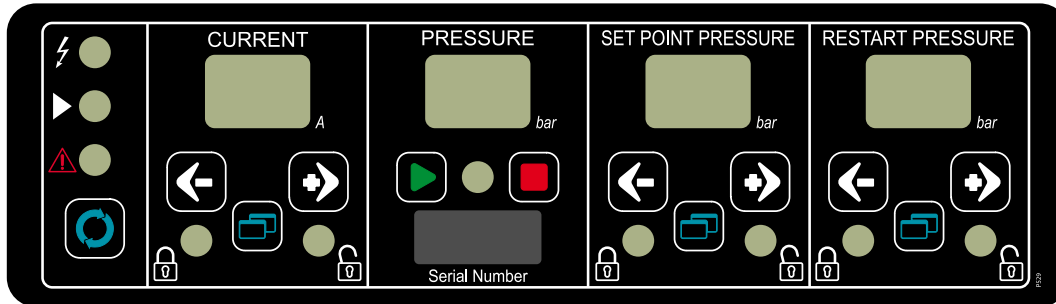 CURRENT
PRESSURE
SET POINT PRESSURE
RESTART PRESSURE
A
bar
bar
bar
Serial Number
P529